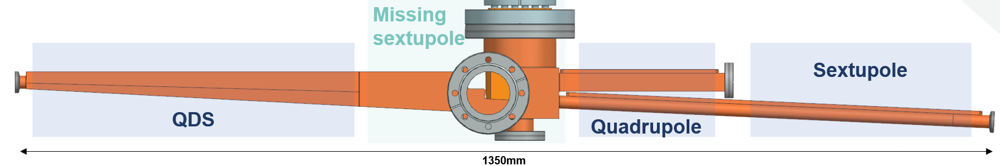 Missing
sextupole
Sextupole
QDS
Quadrupole
1350mm